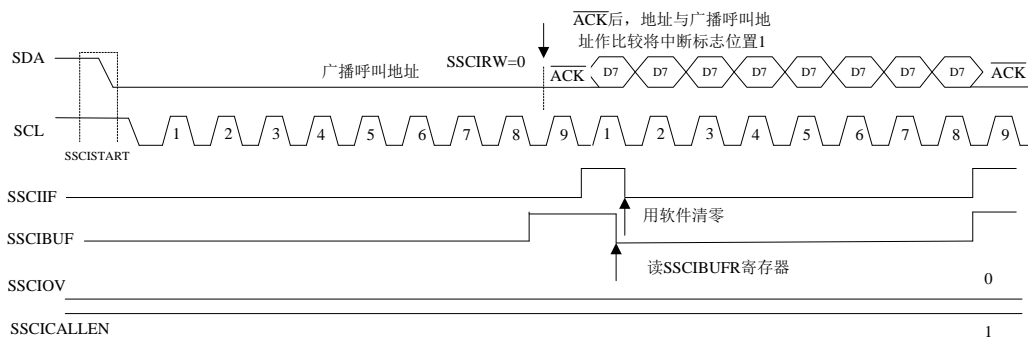 ACK后，地址与广播呼叫地
址作比较将中断标志位置1
SDA
广播呼叫地址
SSCIRW=0
ACK
D7 D7 D7 D7 D7 D7 D7 D7
ACK
SCL
1 2 3 4 5 6 7 8 9 1 2 3 4 5 6 7 8 9
SSCISTART
SSCIIF
用软件清零
SSCIBUF
读SSCIBUFR寄存器
SSCIOV
0
SSCICALLEN
1